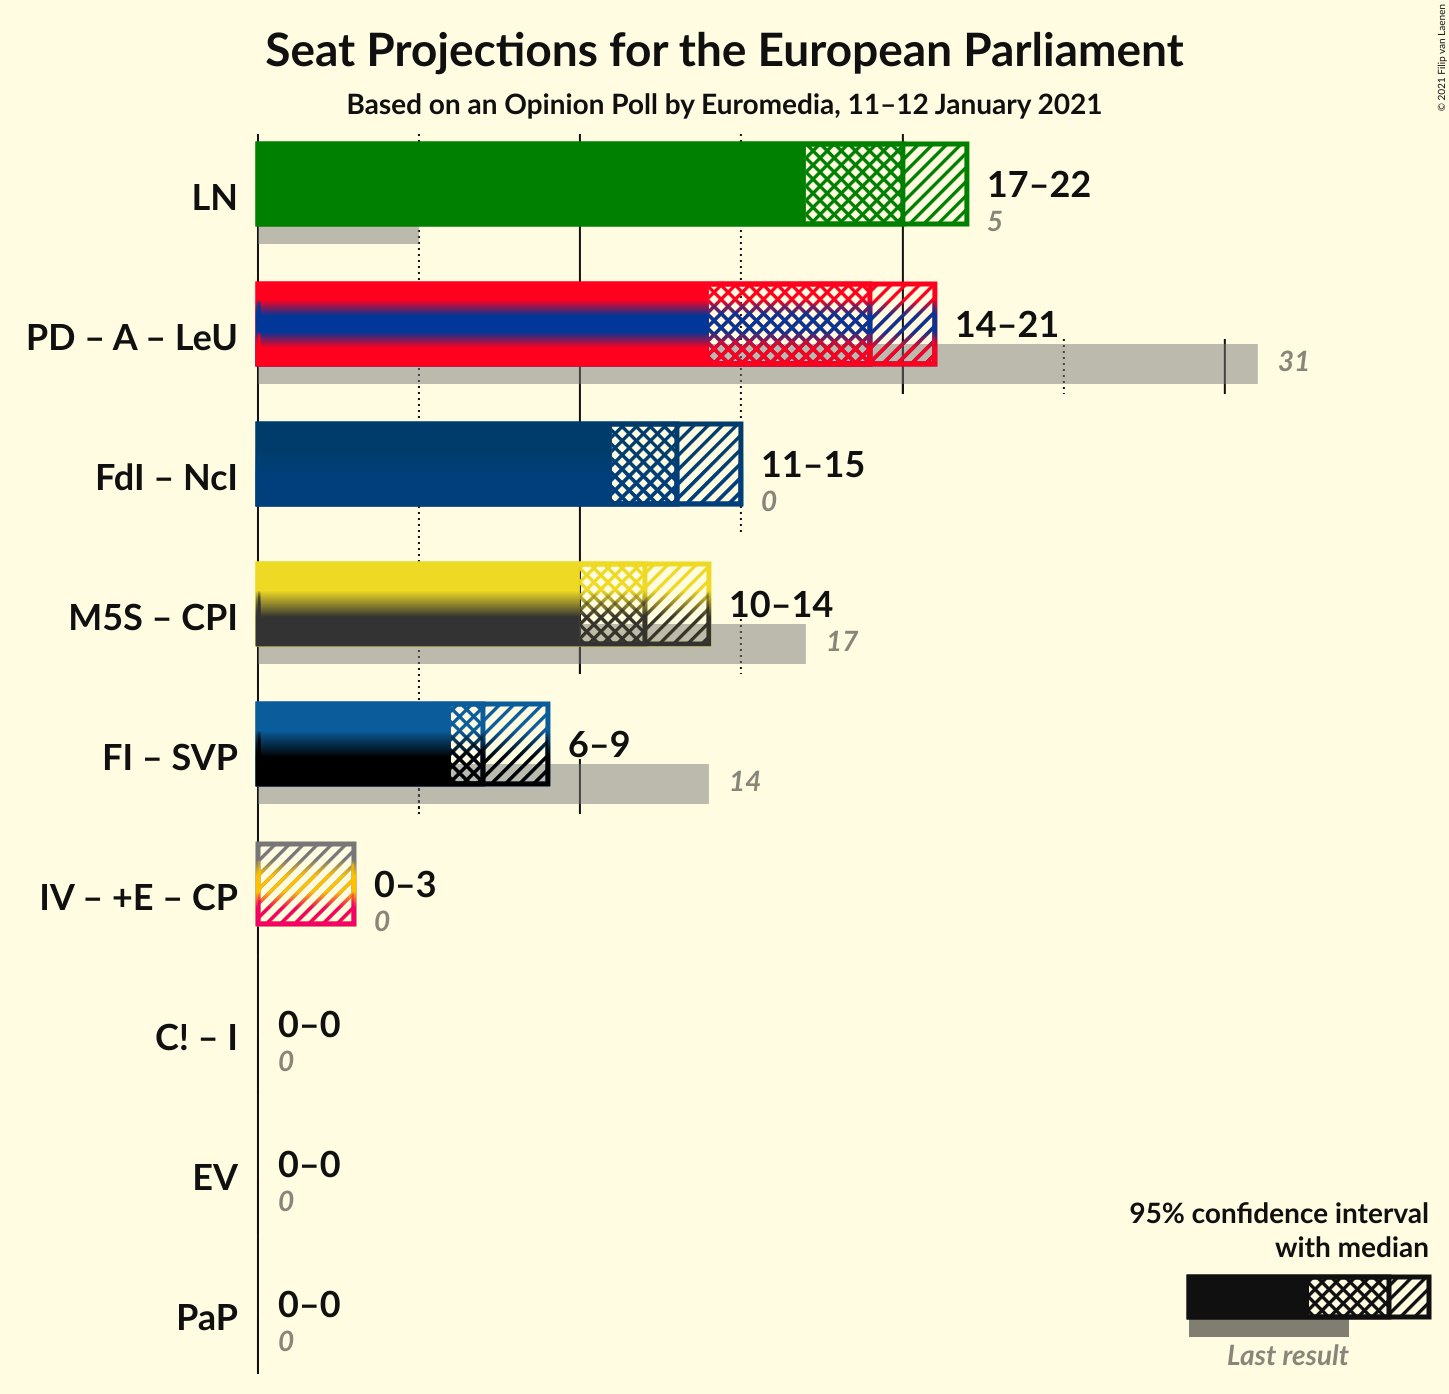 Seat Projections for the European Parliament
Based on an Opinion Poll by Euromedia, 11–12 January 2021
© 2021 Filip van Laenen
LN
17–22
5
PD – A – LeU
14–21
31
FdI – NcI
11–15
0
M5S – CPI
10–14
17
FI – SVP
6–9
14
IV – +E – CP
0–3
0
C! – I
0–0
0
EV
0–0
0
PaP
0–0
0
95% confidence interval
with median
Last result